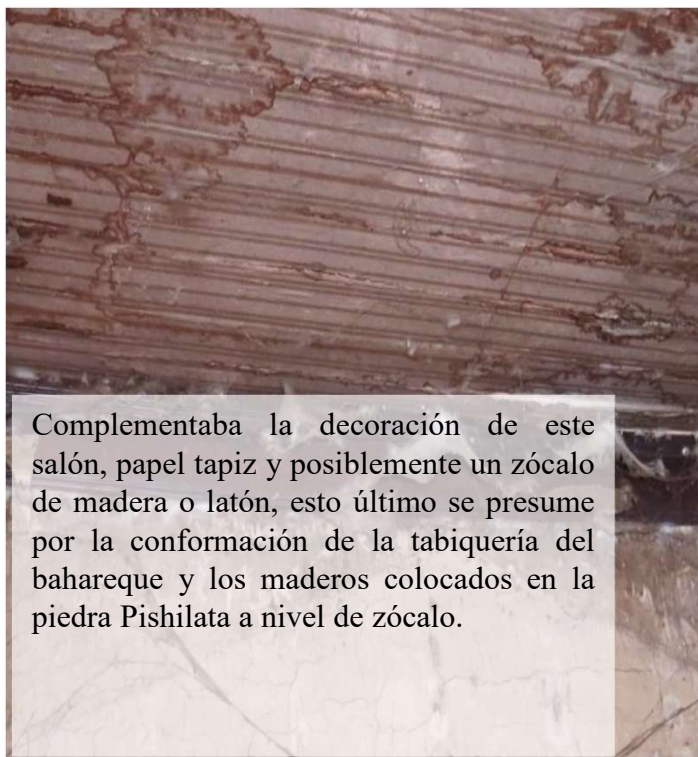 Complementaba la decoración de este
salón, papel tapiz y posiblemente un zócalo
de madera o latón, esto último se presume
por la conformación de la tabiquería del
bahareque y los maderos colocados en la
piedra Pishilata a nivel de zócalo.